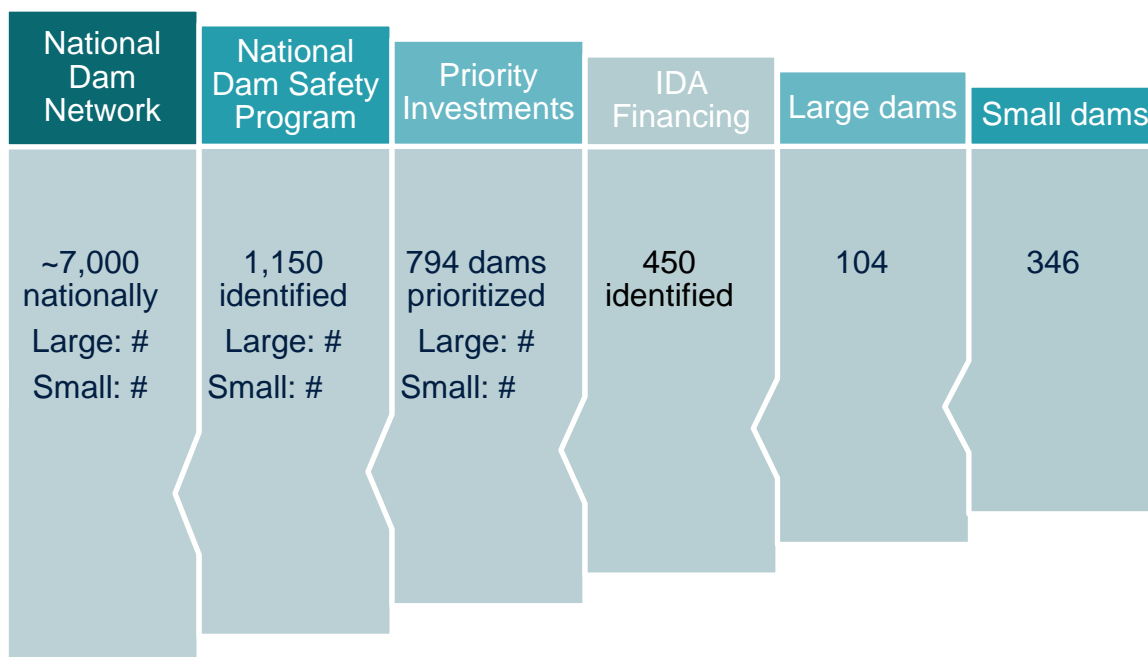 National
Dam
Network
National
Dam Safety
Program
Priority
Investments
IDA
Financing
Large dams
Small dams
~7,000
nationally
Large: #
Small: #
1,150
identified
Large: #
Small: #
794 dams
prioritized
Large: #
Small: #
450
identified
104
346